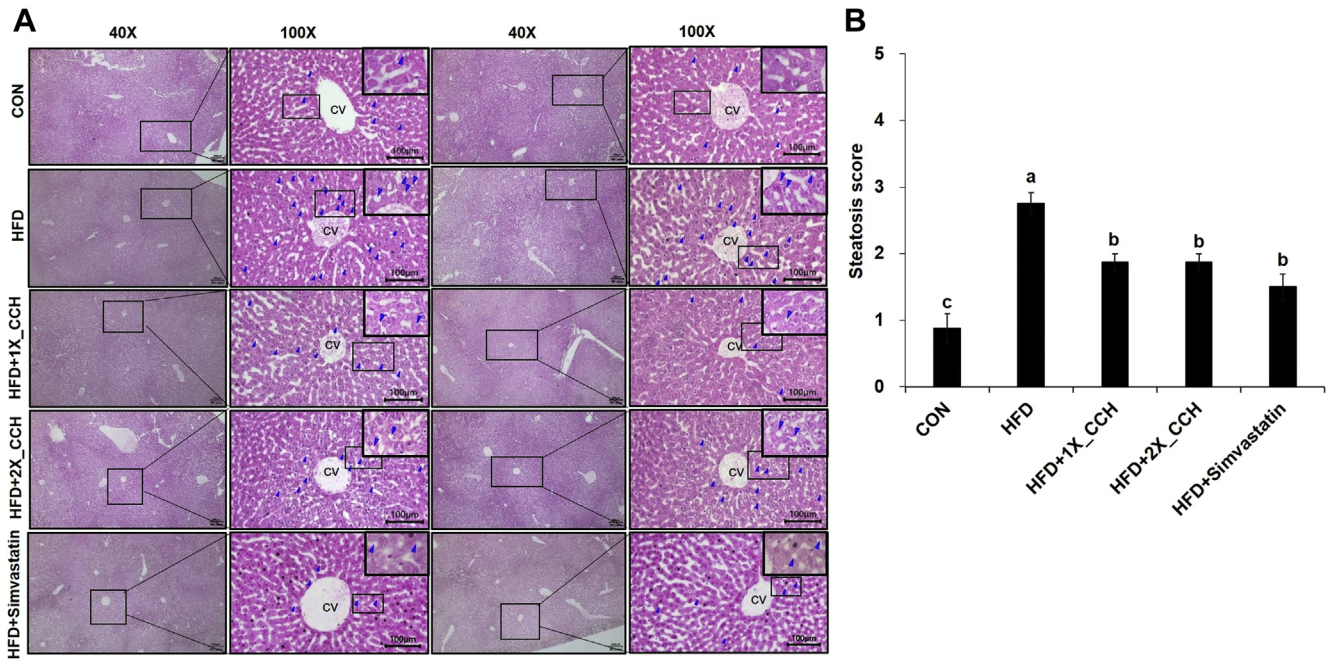 A
40X
100X
40X
100X
CON
CV
100μm
CV
100μm
HFD
CV
100μm
CV
100μm
HFD+1X_CCH
CV
100μm
CV
100μm
HFD+2X_CCH
CV
100μm
CV
100μm
HFD+Simvastatin
CV
100μm
CV
100μm
B
Steatosis score
5
4
3
2
1
0
c
a
b
b
b
CON
HFD
HFD+1X_CCH
HFD+2X_CCH
HFD+Simvastatin